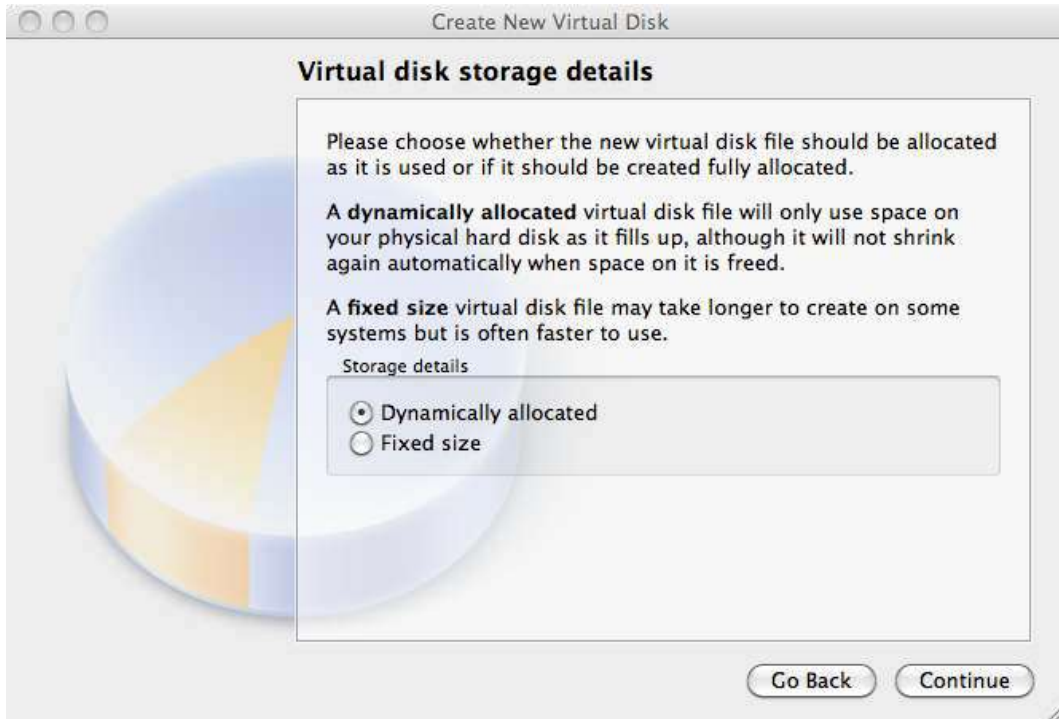 Create New Virtual Disk
Virtual disk storage details
Please choose whether the new virtual disk file should be allocated
as it is used or if it should be created fully allocated.
A dynamically allocated virtual disk file will only use space on
your physical hard disk as it fills up, although it will not shrink
again automatically when space on it is freed.
A fixed size virtual disk file may take longer to create on some
systems but is often faster to use.
Storage details
Dynamically allocated
Fixed size
Go Back
Continue